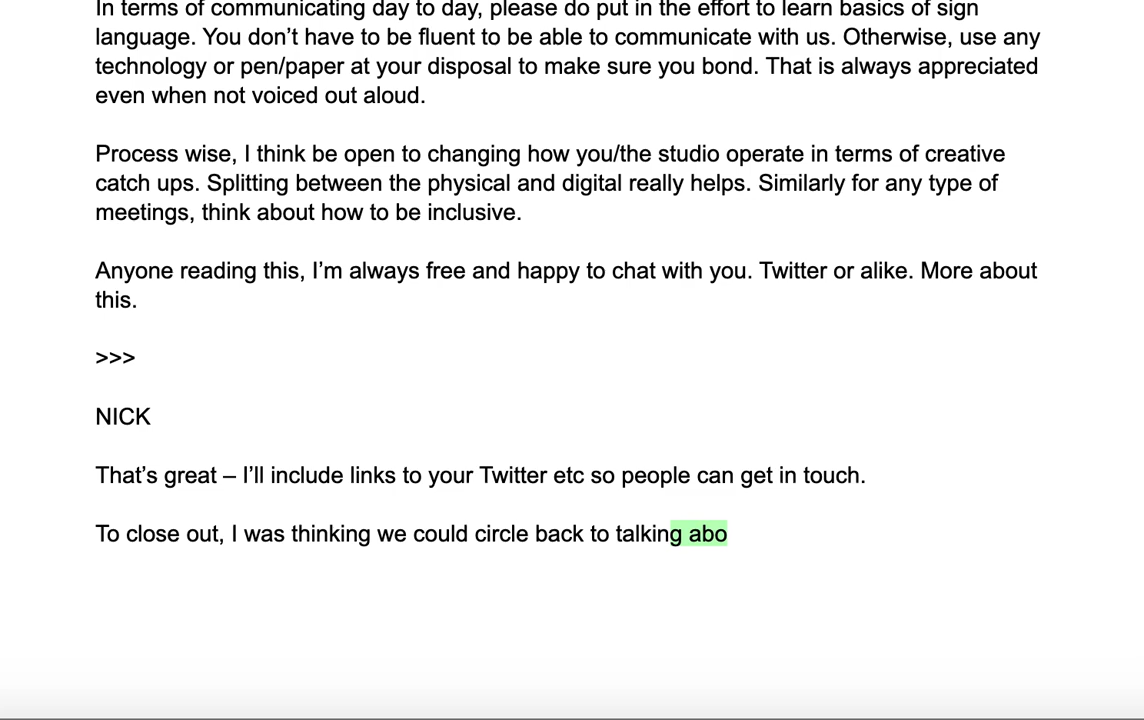 In terms of communicating day to day, please do put in the effort to learn basics of sign
language. You don’t have to be fluent to be able to communicate with us. Otherwise, use any
technology or pen/paper at your disposal to make sure you bond. That is always appreciated
even when not voiced out aloud.
Process wise, I think be open to changing how you/the studio operate in terms of creative
catch ups. Splitting between the physical and digital really helps. Similarly for any type of
meetings, think about how to be inclusive.
Anyone reading this, I’m always free and happy to chat with you. Twitter or alike. More about
this.
>>>
NICK
That’s great – I’ll include links to your Twitter etc so people can get in touch.
To close out, I was thinking we could circle back to talking abo